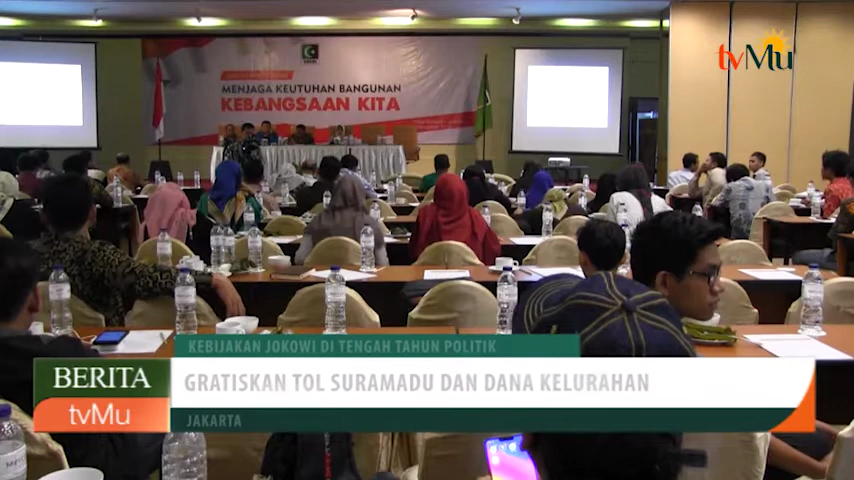 tvMu
MENJAGA KEUTUHAN BANGUNAN
KEBANGSAAN KITA
KEBIJAKAN JOKOWI DI TENGAH TAHUN POLITIK
BERITA
tvMu
GRATISKAN TOL SURAMADU DAN DANA KELURAHAN
JAKARTA